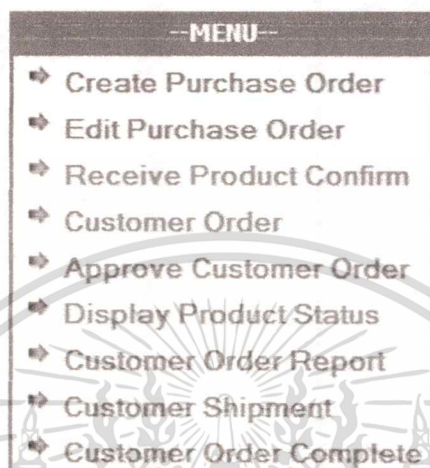 --MENU--
Create Purchase Order
Edit Purchase Order
Receive Product Confirm
Customer Order
Approve Customer Order
Display Product Status
Customer Order Report
Customer Shipment
Customer Order Complete